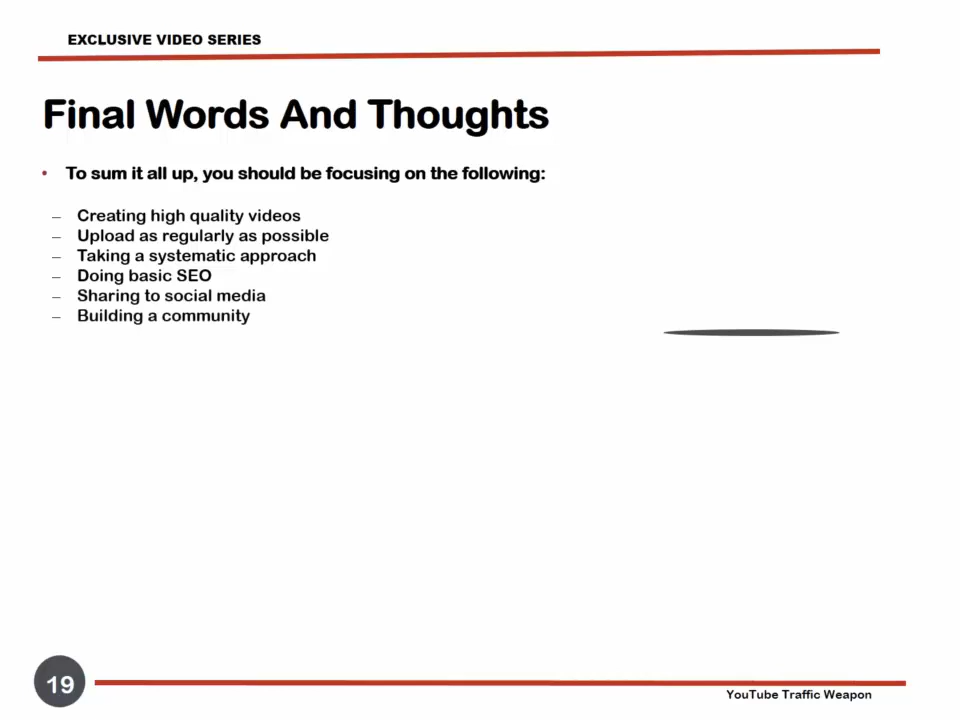 EXCLUSIVE VIDEO SERIES
Final Words And Thoughts
• To sum it all up, you should be focusing on the following:
– Creating high quality videos
– Upload as regularly as possible
– Taking a systematic approach
– Doing basic SEO
– Sharing to social media
– Building a community
19
YouTube Traffic Weapon